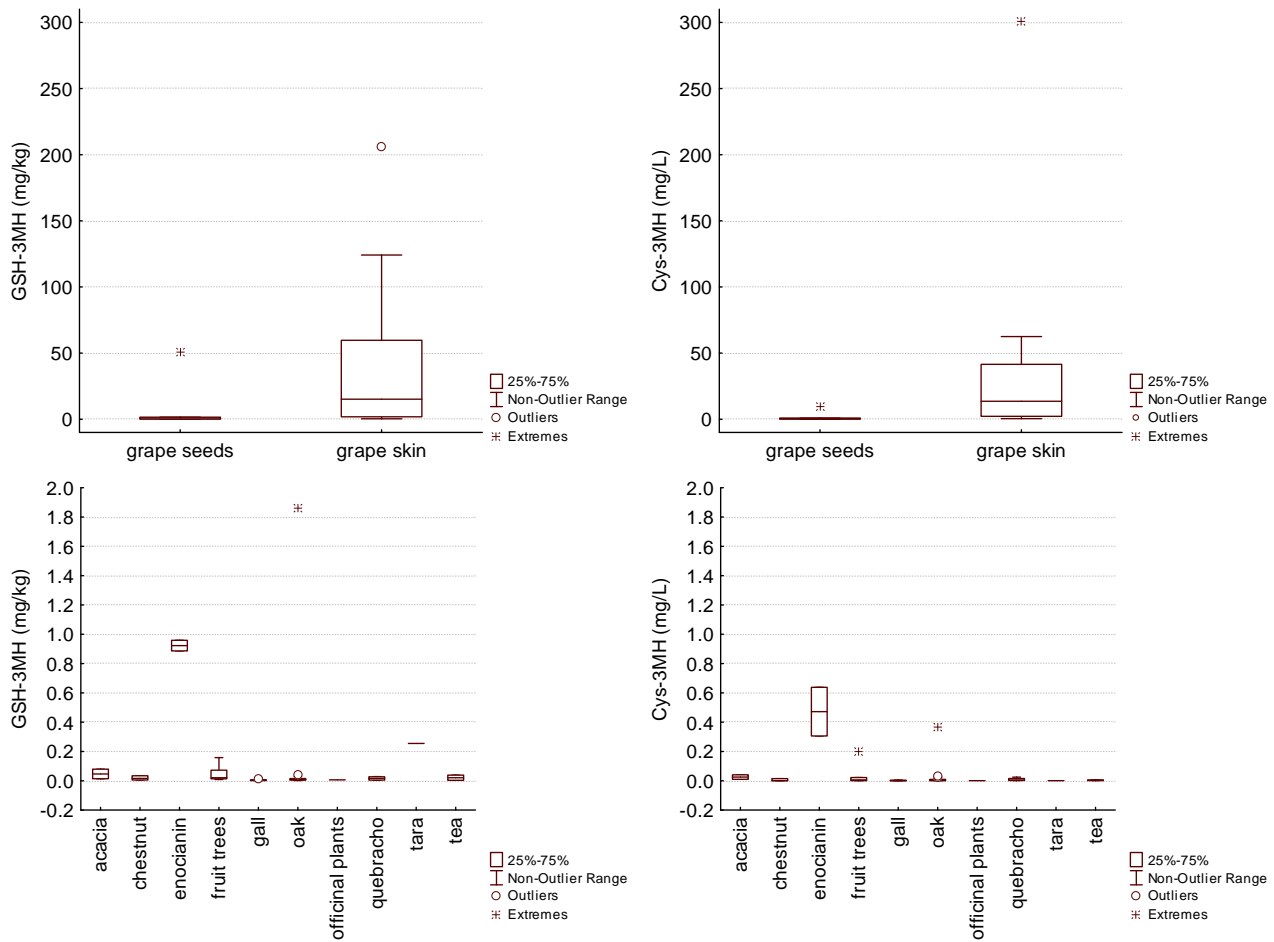 GSH-3MH (mg/kg)
300
250
200
150
100
50
0
grape seeds
grape skin
25%-75%
Non-Outlier Range
Outliers
Extremes
Cys-3MH (mg/L)
300
250
200
150
100
50
0
grape seeds
grape skin
25%-75%
Non-Outlier Range
Outliers
Extremes
GSH-3MH (mg/kg)
2.0
1.8
1.6
1.4
1.2
1.0
0.8
0.6
0.4
0.2
0.0
-0.2
acacia
chestnut
enocianin
fruit trees
gall
oak
officinal plants
quebracho
tara
tea
25%-75%
Non-Outlier Range
Outliers
Extremes
Cys-3MH (mg/L)
2.0
1.8
1.6
1.4
1.2
1.0
0.8
0.6
0.4
0.2
0.0
-0.2
acacia
chestnut
enocianin
fruit trees
gall
oak
officinal plants
quebracho
tara
tea
25%-75%
Non-Outlier Range
Outliers
Extremes